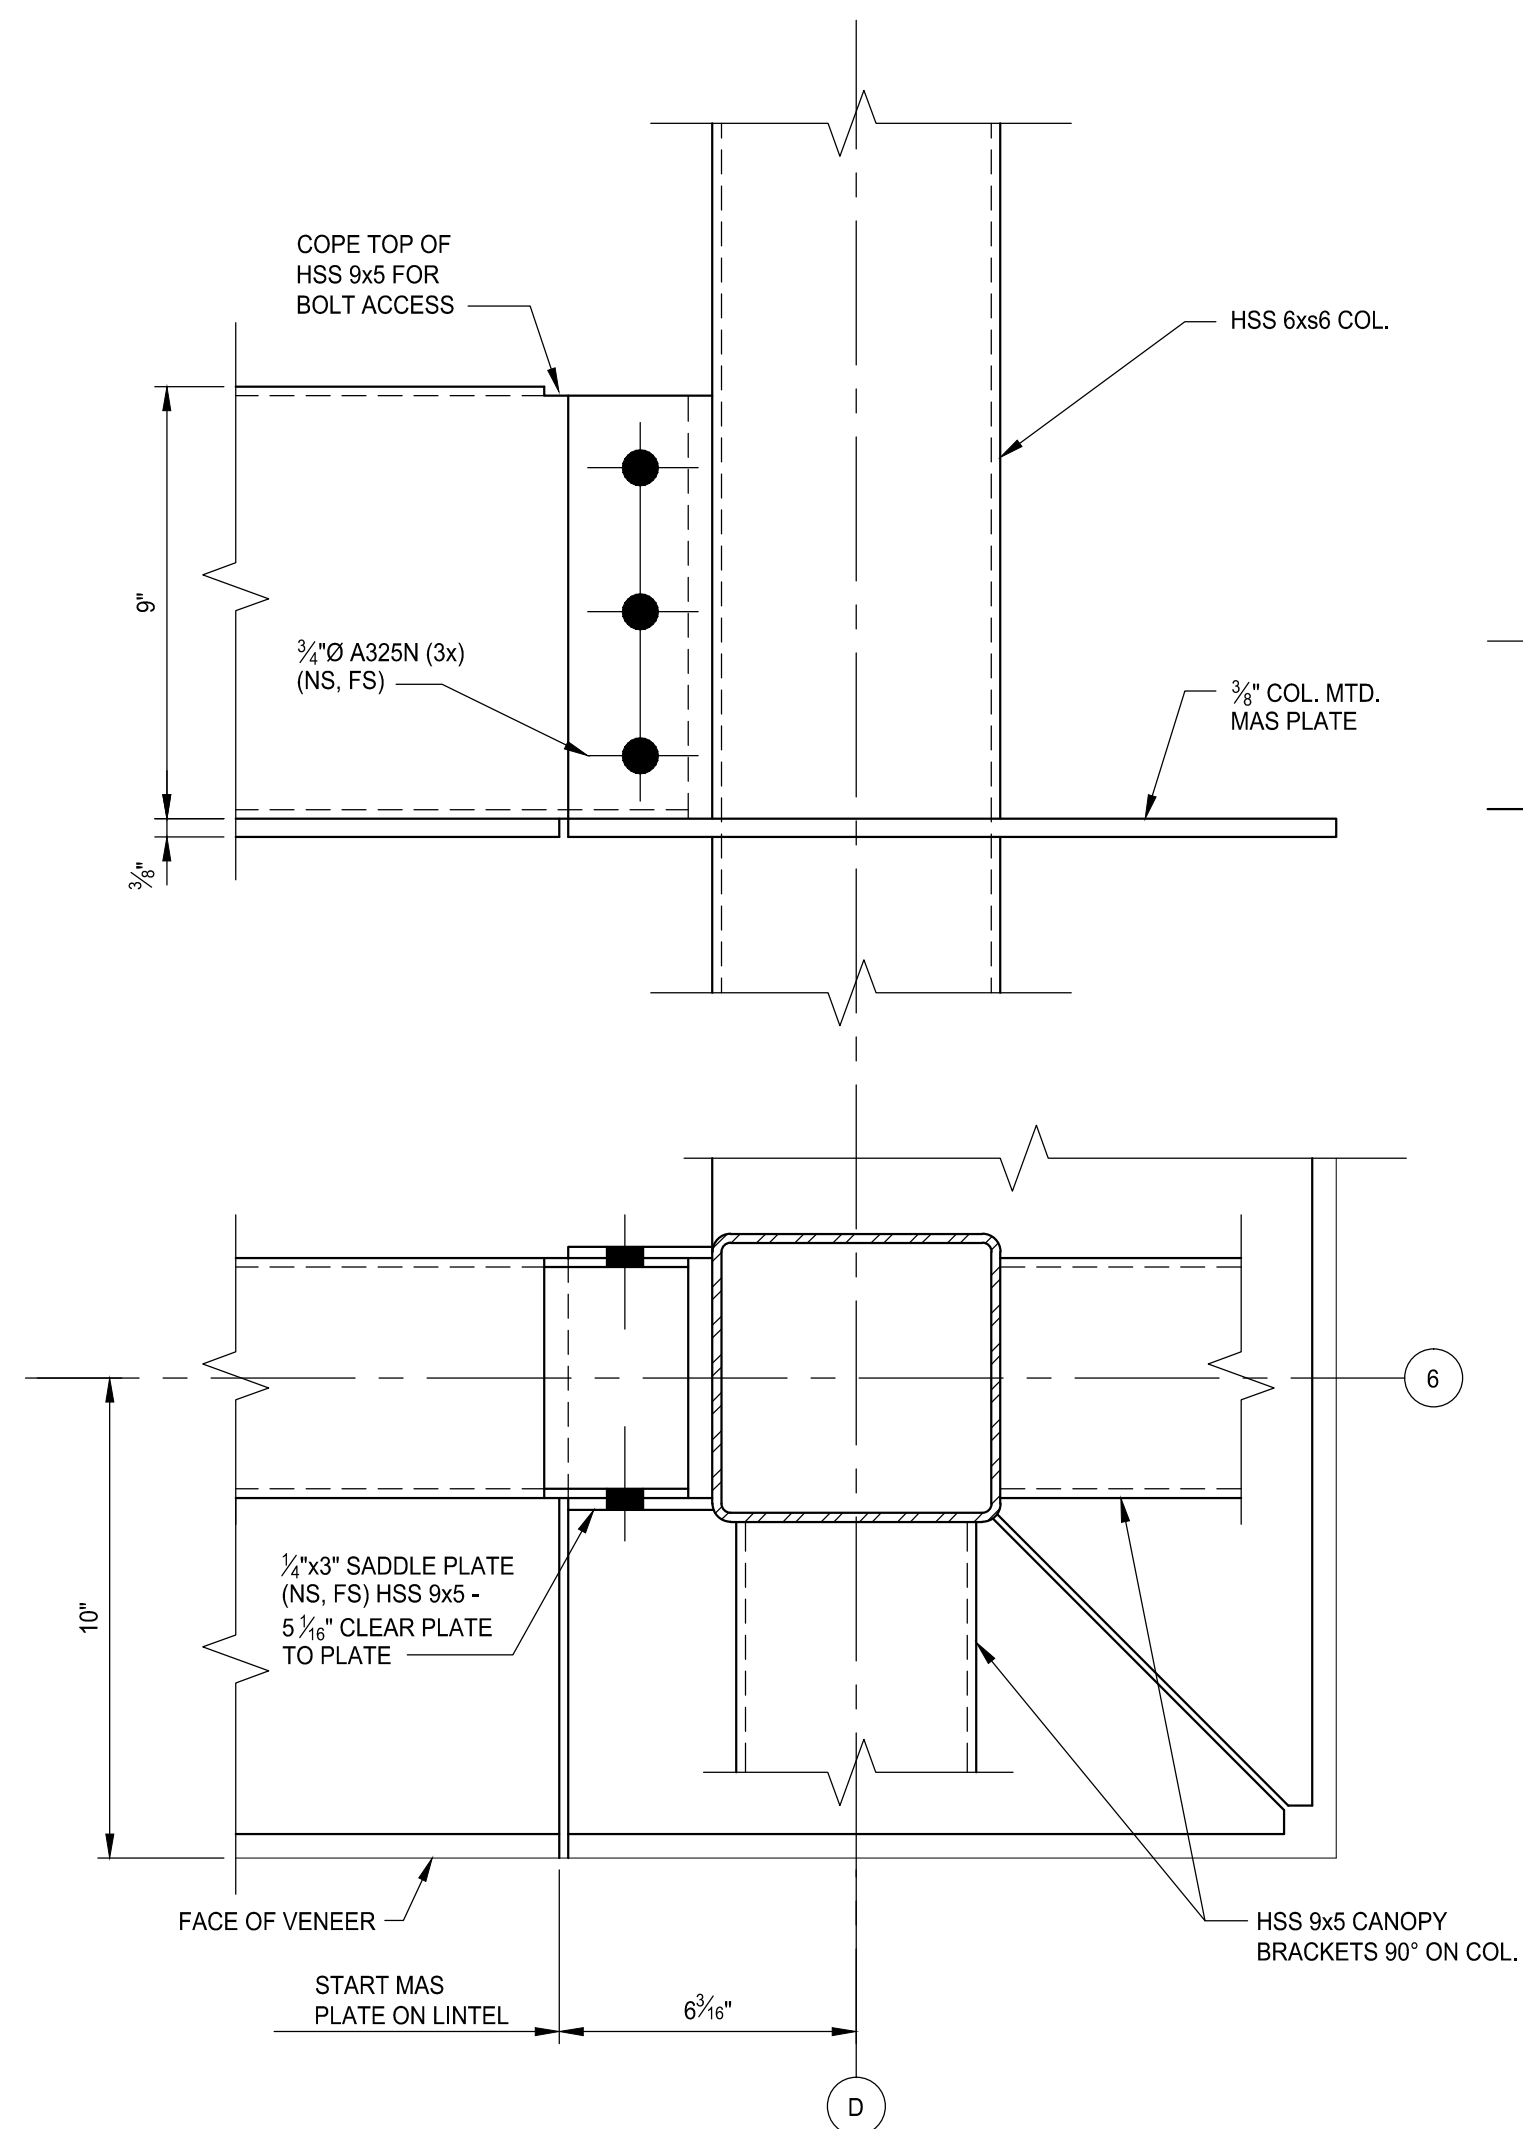 COPE TOP OF
HSS 9x5 FOR
BOLT ACCESS
HSS 6xs6 COL.
9"
¾"Ø A325N (3x)
(NS, FS)
⅜" COL. MTD.
MAS PLATE
⅜"
6
¼"x3" SADDLE PLATE
(NS, FS) HSS 9x5 -
5 1⁄16" CLEAR PLATE
TO PLATE
10"
FACE OF VENEER
HSS 9x5 CANOPY
BRACKETS 90° ON COL.
START MAS
PLATE ON LINTEL
6 3⁄16"
D